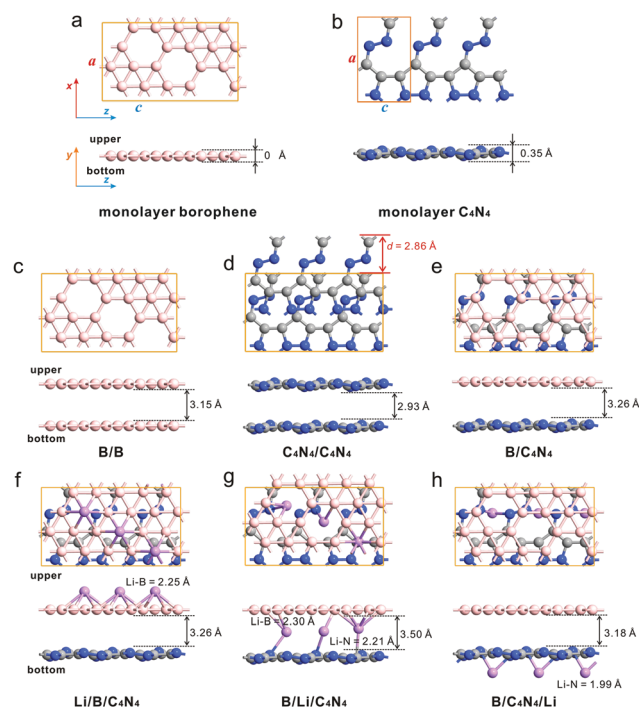 a
b
a
c
x
z
a
c
upper
bottom
y
z
0 Å
0.35 Å
monolayer borophene
monolayer C₄N₄
c
d
e
d = 2.86 Å
upper
bottom
3.15 Å
2.93 Å
3.26 Å
B/B
C₄N₄/C₄N₄
B/C₄N₄
f
g
h
upper
bottom
Li-B = 2.25 Å
3.26 Å
Li-B = 2.30 Å
Li-N = 2.21 Å
3.50 Å
3.18 Å
Li-N = 1.99 Å
Li/B/C₄N₄
B/Li/C₄N₄
B/C₄N₄/Li